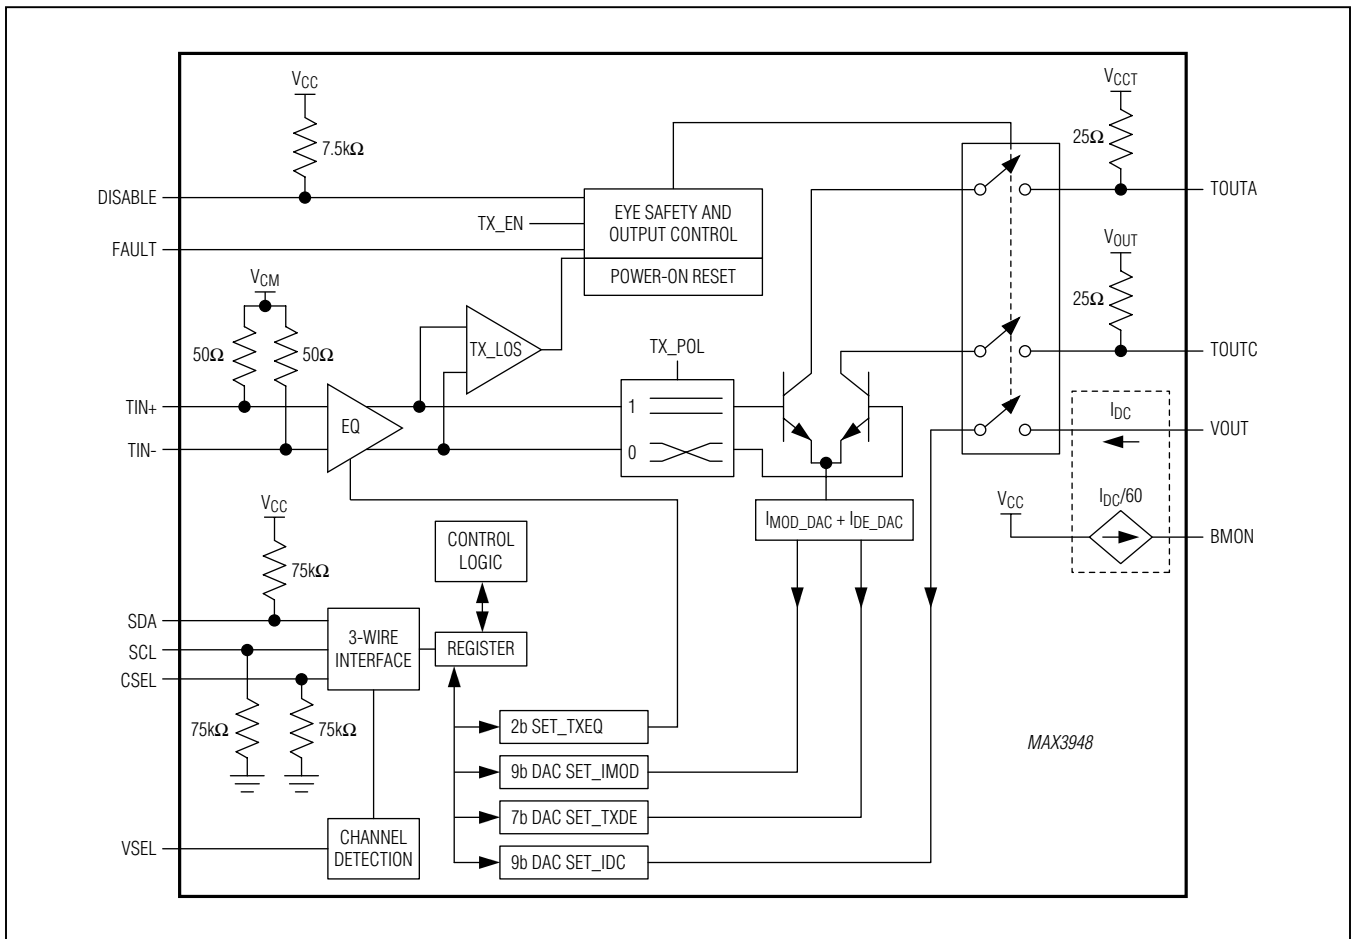 VCC
VCCT
7.5kΩ
25Ω
DISABLE
EYE SAFETY AND
OUTPUT CONTROL
TOUTA
TX_EN
FAULT
VOUT
POWER-ON RESET
VCM
25Ω
50Ω
50Ω
TX_LOS
TX_POL
TOUTC
TIN+
1
EQ
IDC
VOUT
TIN-
0
VCC
IDC/60
VCC
IMOD_DAC + IDE_DAC
BMON
CONTROL
LOGIC
75kΩ
SDA
3-WIRE
INTERFACE
REGISTER
SCL
CSEL
75kΩ
75kΩ
2b SET_TXEQ
MAX3948
9b DAC SET_IMOD
7b DAC SET_TXDE
VSEL
CHANNEL
DETECTION
9b DAC SET_IDC